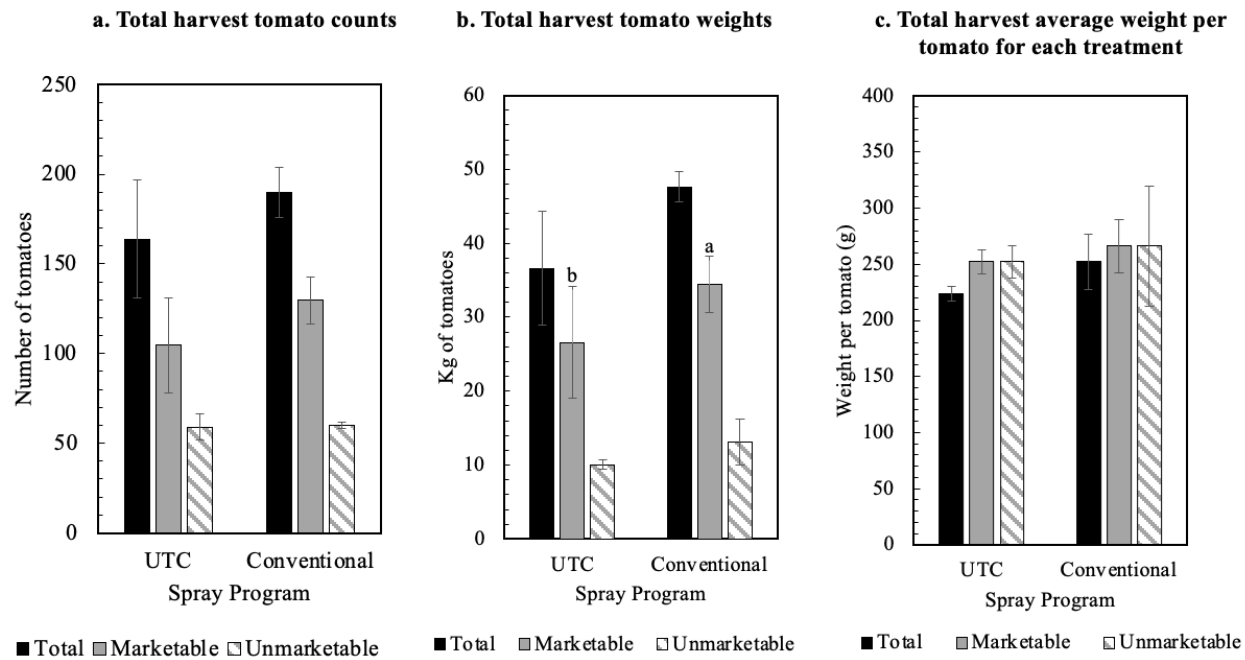 a. Total harvest tomato counts
250
200
150
100
50
0
Number of tomatoes
UTC Conventional
Spray Program
Total Marketable Unmarketable
b. Total harvest tomato weights
60
50
40
30
20
10
0
Kg of tomatoes
b
a
UTC Conventional
Spray Program
Total Marketable Unmarketable
c. Total harvest average weight per
tomato for each treatment
400
350
300
250
200
150
100
50
0
Weight per tomato (g)
UTC Conventional
Spray Program
Total Marketable Unmarketable